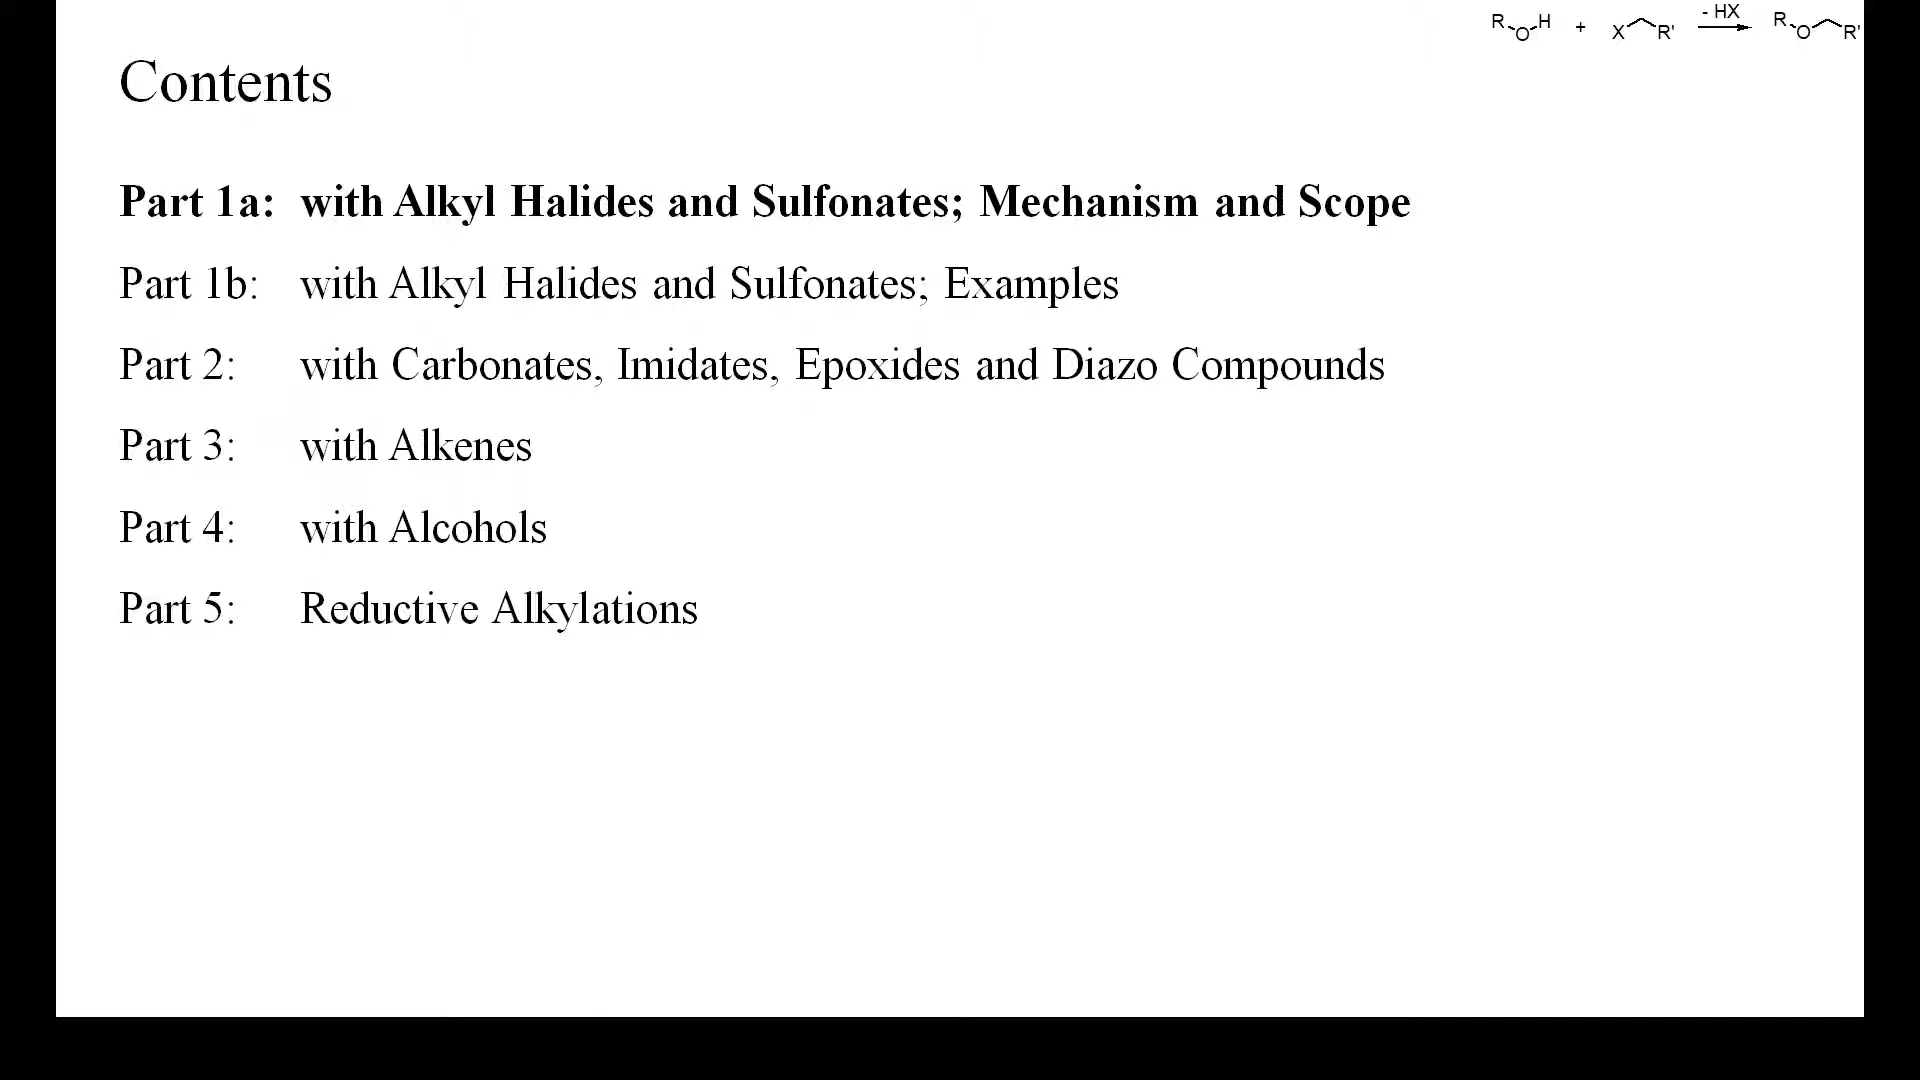 R O H + X R' - HX R O R'
Contents
Part 1a: with Alkyl Halides and Sulfonates; Mechanism and Scope
Part 1b: with Alkyl Halides and Sulfonates; Examples
Part 2: with Carbonates, Imidates, Epoxides and Diazo Compounds
Part 3: with Alkenes
Part 4: with Alcohols
Part 5: Reductive Alkylations